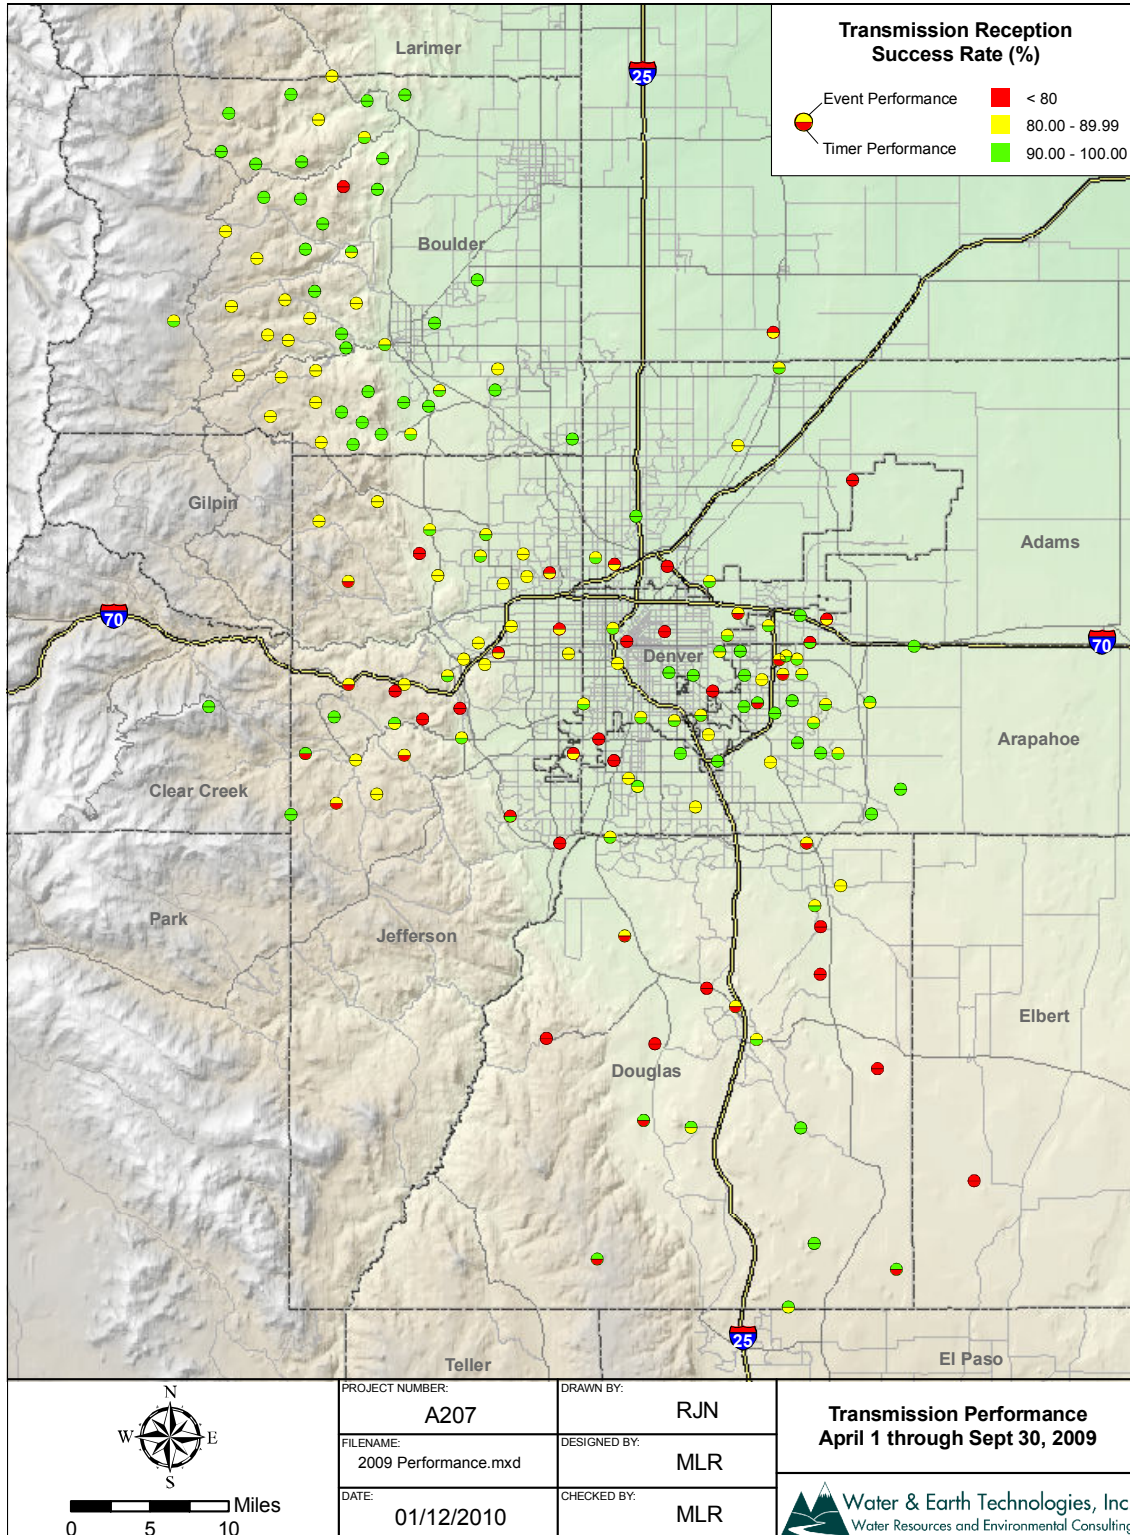 Transmission Reception
Success Rate (%)
Event Performance
Timer Performance
< 80
80.00 - 89.99
90.00 - 100.00
Larimer
25
Boulder
Gilpin
Adams
70
70
Denver
Arapahoe
Clear Creek
Park
Jefferson
Elbert
Douglas
25
Teller
El Paso
N
W
E
S
Miles
0
5
10
PROJECT NUMBER:
A207
DRAWN BY:
RJN
FILENAME:
2009 Performance.mxd
DESIGNED BY:
MLR
DATE:
01/12/2010
CHECKED BY:
MLR
Transmission Performance
April 1 through Sept 30, 2009
Water & Earth Technologies, Inc
Water Resources and Environmental Consulting